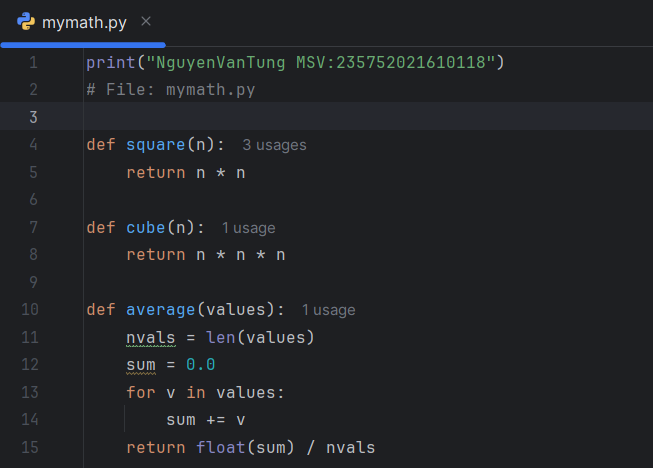 mymath.py
1 print("NguyenVanTung MSV:235752021610118")
2 # File: mymath.py
3
4 def square(n): 3 usages
5     return n * n
6
7 def cube(n): 1 usage
8     return n * n * n
9
10 def average(values): 1 usage
11     nvals = len(values)
12     sum = 0.0
13     for v in values:
14         sum += v
15     return float(sum) / nvals